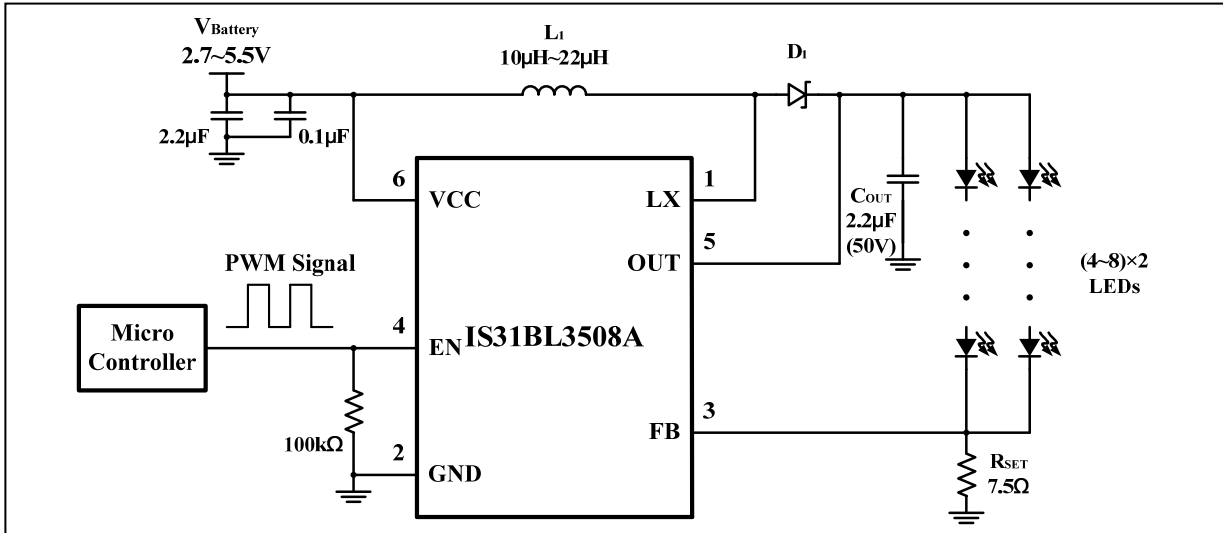 VBattery
2.7~5.5V
L1
10μH~22μH
D1
2.2μF
0.1μF
6
VCC
1
LX
COUT
2.2μF
(50V)
5
OUT
(4~8)×2
LEDs
PWM Signal
Micro
Controller
4
EN
IS31BL3508A
3
FB
100kΩ
2
GND
RSET
7.5Ω